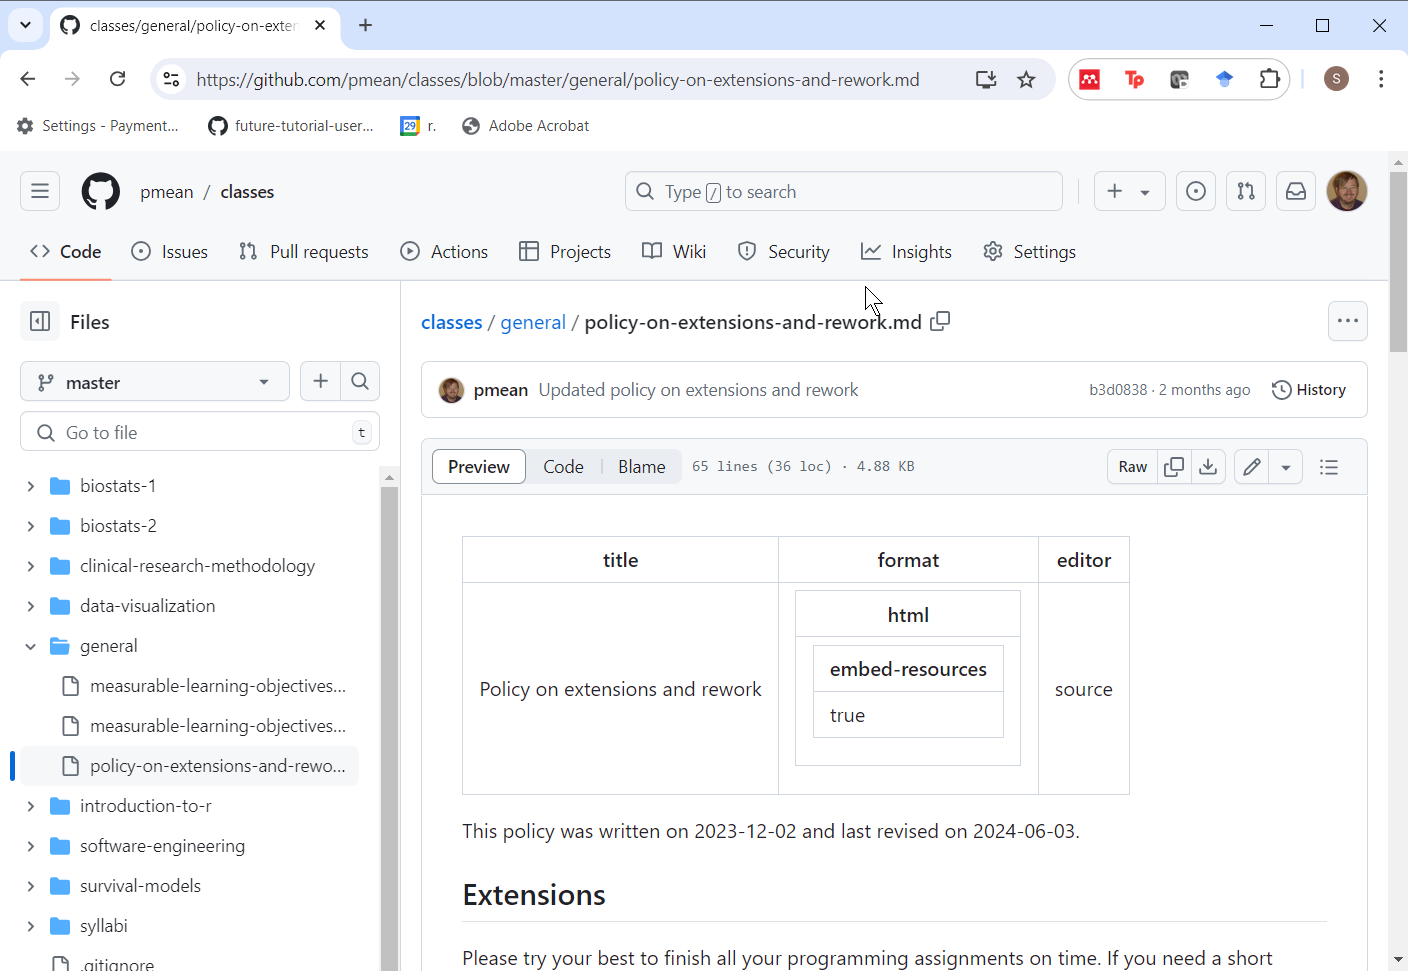 classes/general/policy-on-exter
https://github.com/pmean/classes/blob/master/general/policy-on-extensions-and-rework.md
Tp
S
Settings - Payment...
future-tutorial-user...
29
r.
Adobe Acrobat
pmean / classes
Type / to search
Code
Issues
Pull requests
Actions
Projects
Wiki
Security
Insights
Settings
Files
master
Go to file
t
biostats-1
biostats-2
clinical-research-methodology
data-visualization
general
measurable-learning-objectives...
measurable-learning-objectives...
policy-on-extensions-and-rewo...
introduction-to-r
software-engineering
survival-models
syllabi
.gitignore
classes / general / policy-on-extensions-and-rework.md
pmean Updated policy on extensions and rework
b3d0838 · 2 months ago
History
Preview
Code
Blame
65 lines (36 loc) · 4.88 KB
Raw
title format editor
html
embed-resources
Policy on extensions and rework
true
source
This policy was written on 2023-12-02 and last revised on 2024-06-03.
Extensions
Please try your best to finish all your programming assignments on time. If you need a short